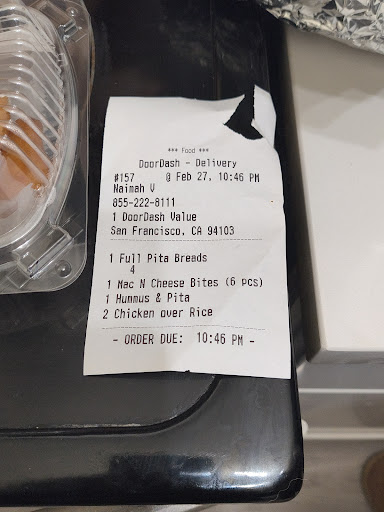 *** Food ***
DoorDash - Delivery
#157 @ Feb 27, 10:46 PM
Naimah V
855-222-8111
1 DoorDash Value
San Francisco, CA 94103
1 Full Pita Breads
4
1 Mac N Cheese Bites (6 pcs)
1 Hummus & Pita
2 Chicken over Rice
- ORDER DUE: 10:46 PM -